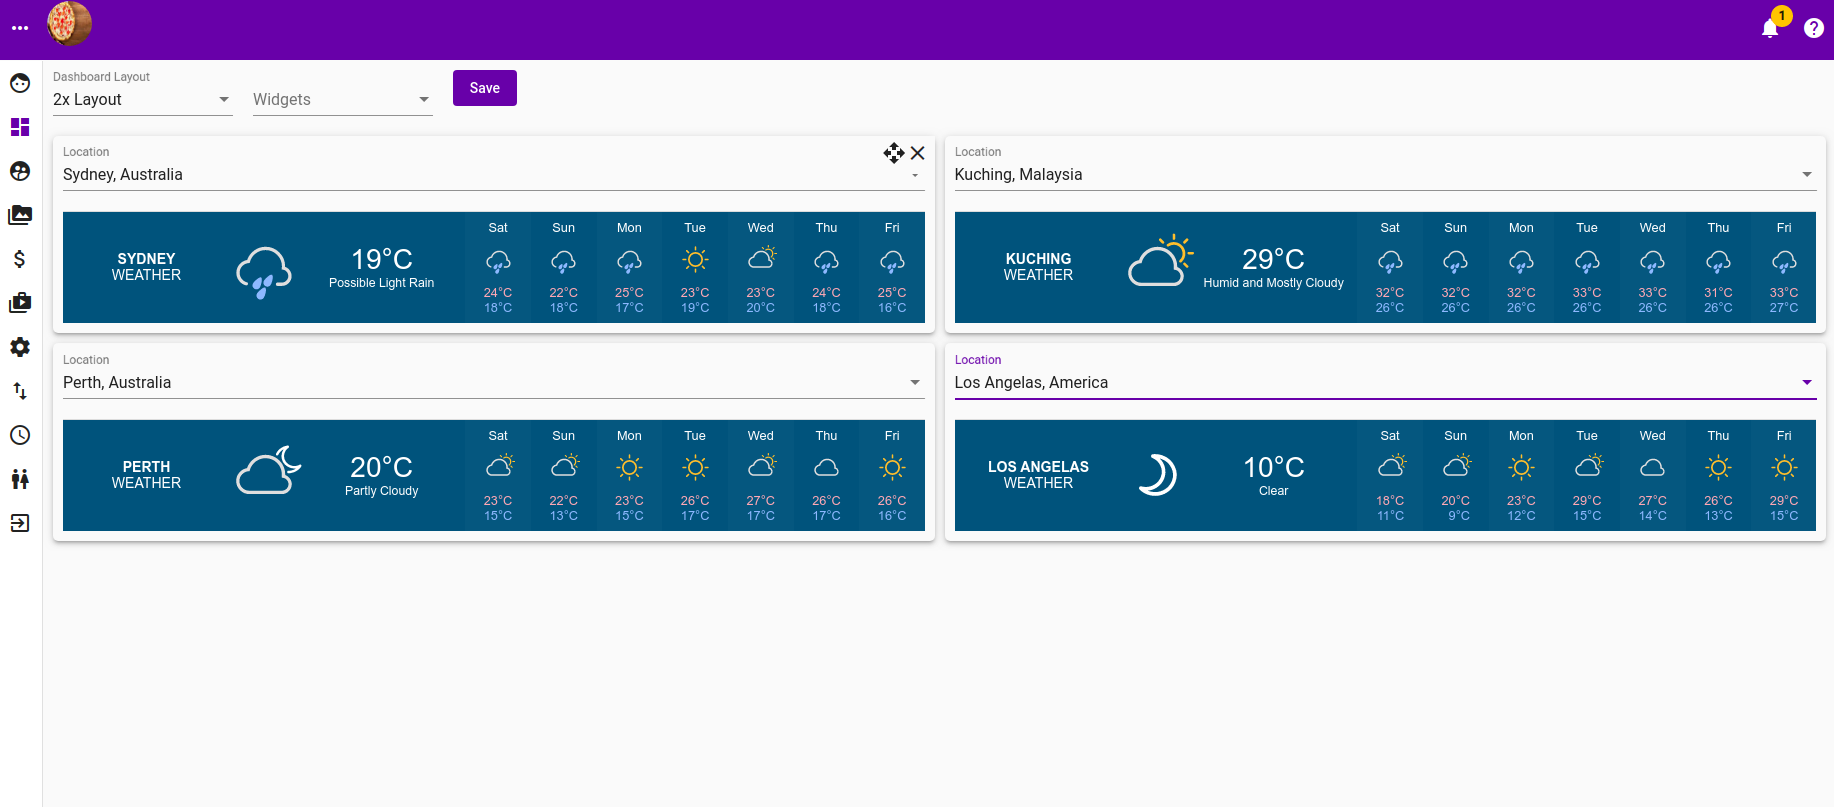 1
Dashboard Layout
2x Layout
Widgets
Save
Location
Sydney, Australia
SYDNEY
WEATHER
19°C
Possible Light Rain
Sat Sun Mon Tue Wed Thu Fri
24°C 22°C 25°C 23°C 23°C 24°C 25°C
18°C 18°C 17°C 19°C 20°C 18°C 16°C
Location
Kuching, Malaysia
KUCHING
WEATHER
29°C
Humid and Mostly Cloudy
Sat Sun Mon Tue Wed Thu Fri
32°C 32°C 32°C 33°C 33°C 31°C 33°C
26°C 26°C 26°C 26°C 26°C 26°C 27°C
Location
Perth, Australia
PERTH
WEATHER
20°C
Partly Cloudy
Sat Sun Mon Tue Wed Thu Fri
23°C 22°C 23°C 26°C 27°C 26°C 26°C
15°C 13°C 15°C 17°C 17°C 17°C 16°C
Location
Los Angelas, America
LOS ANGELAS
WEATHER
10°C
Clear
Sat Sun Mon Tue Wed Thu Fri
18°C 20°C 23°C 29°C 27°C 26°C 29°C
11°C 9°C 12°C 15°C 14°C 13°C 15°C